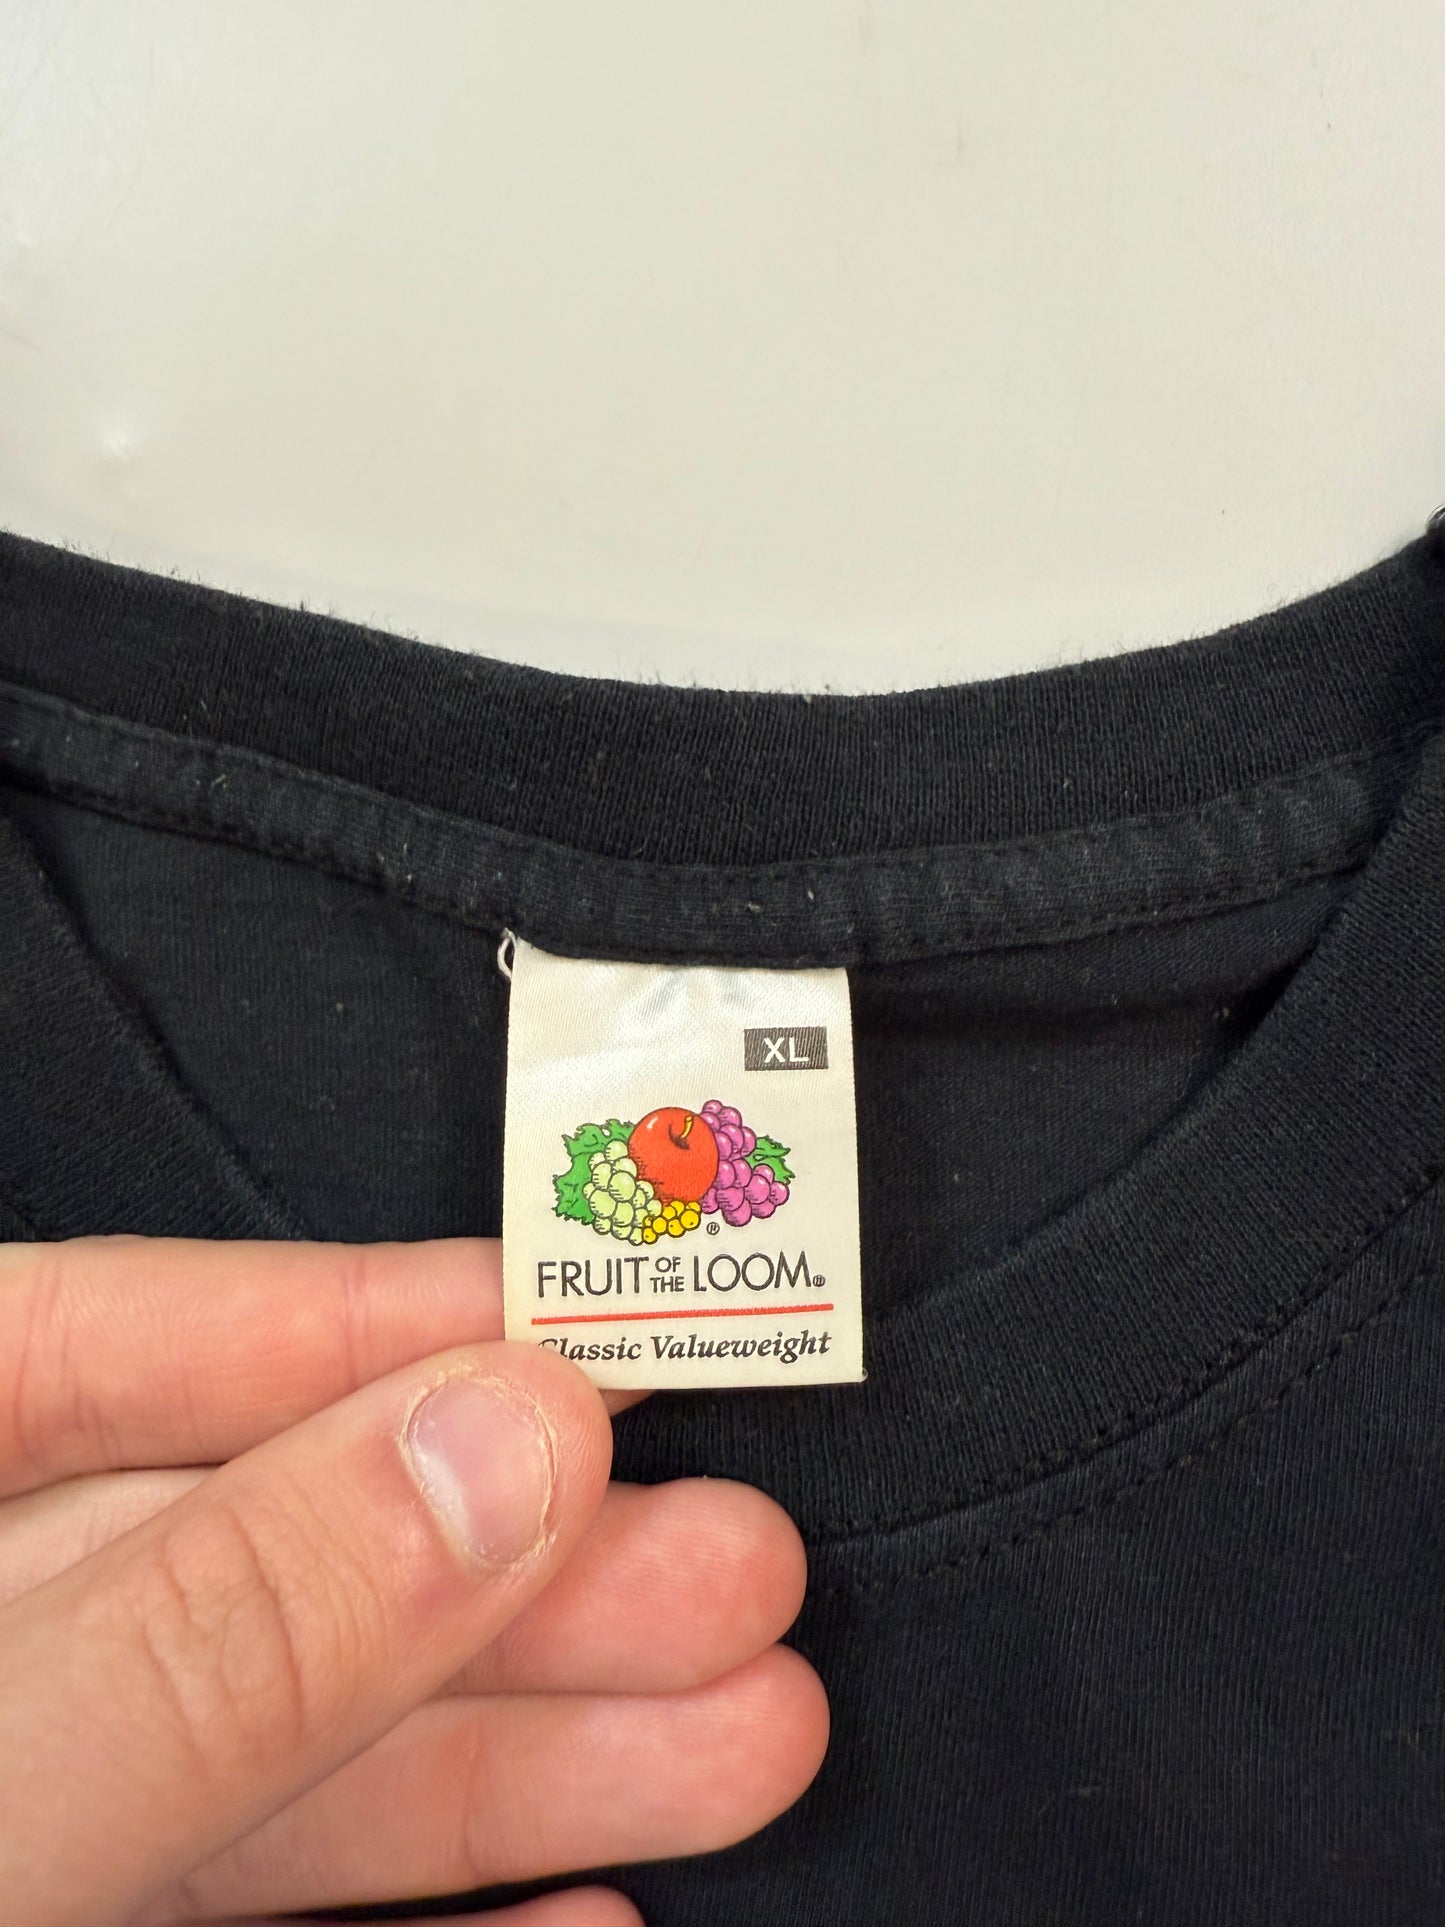 XL
®
FRUIT OF THE LOOM®
Classic Valueweight